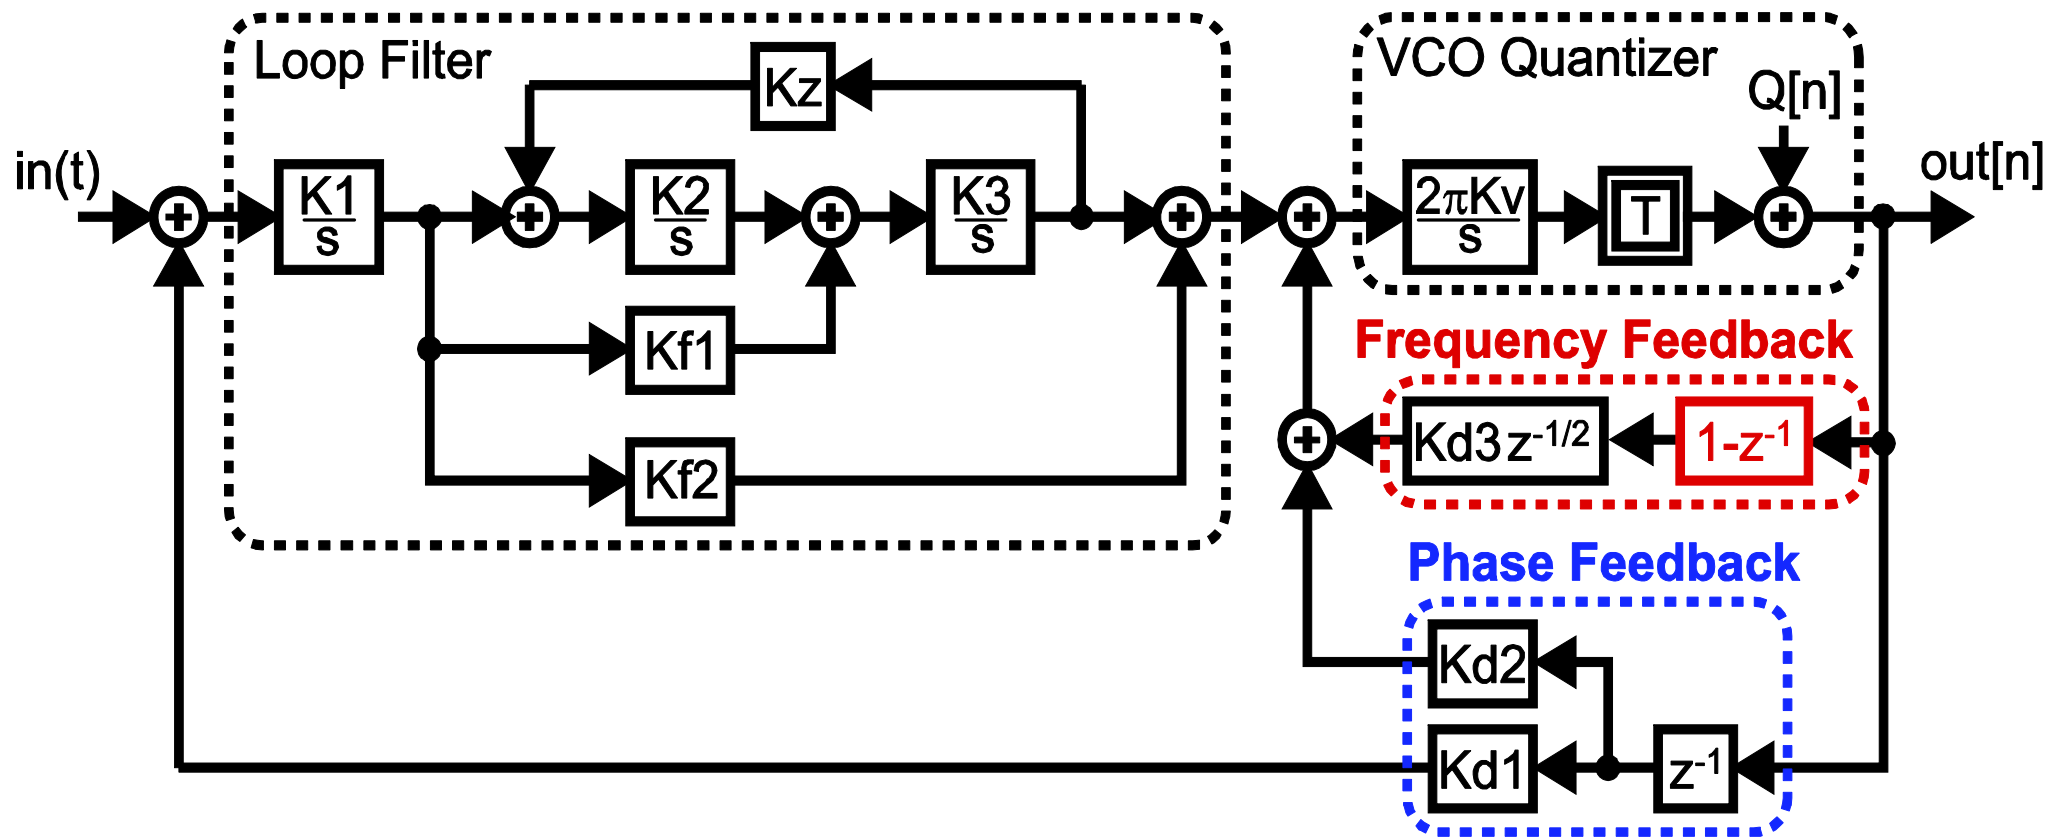 Loop Filter
VCO Quantizer
Kz
Q[n]
in(t)
out[n]
K1
s
K2
s
K3
s
2πKv
s
T
Kf1
Frequency Feedback
Kd3 z-1/2
1-z-1
Kf2
Phase Feedback
Kd2
Kd1
z-1